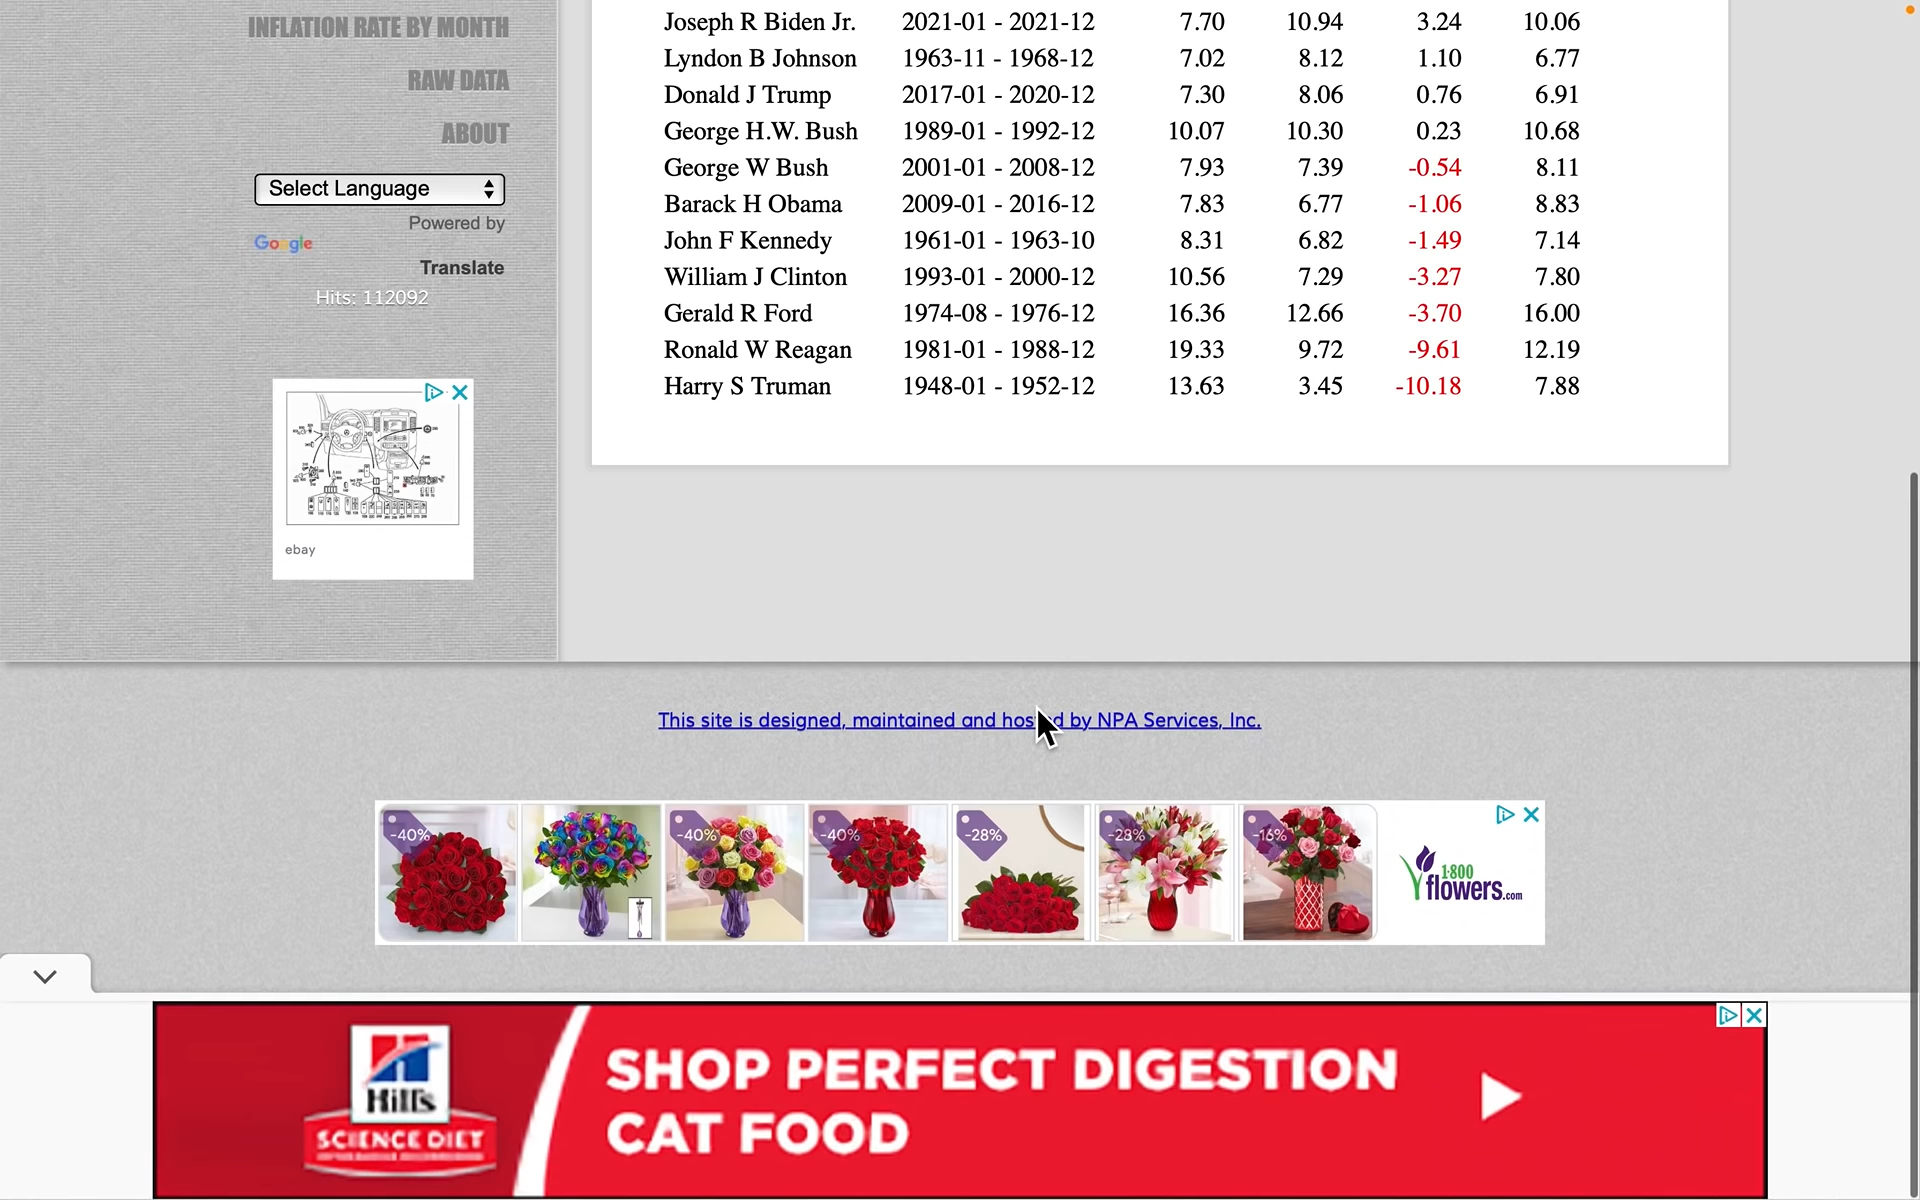 INFLATION RATE BY MONTH
RAW DATA
ABOUT
Select Language
Powered by
Google
Translate
Hits: 112092
ebay
Joseph R Biden Jr. 2021-01 - 2021-12 7.70 10.94 3.24 10.06
Lyndon B Johnson 1963-11 - 1968-12 7.02 8.12 1.10 6.77
Donald J Trump 2017-01 - 2020-12 7.30 8.06 0.76 6.91
George H.W. Bush 1989-01 - 1992-12 10.07 10.30 0.23 10.68
George W Bush 2001-01 - 2008-12 7.93 7.39 -0.54 8.11
Barack H Obama 2009-01 - 2016-12 7.83 6.77 -1.06 8.83
John F Kennedy 1961-01 - 1963-10 8.31 6.82 -1.49 7.14
William J Clinton 1993-01 - 2000-12 10.56 7.29 -3.27 7.80
Gerald R Ford 1974-08 - 1976-12 16.36 12.66 -3.70 16.00
Ronald W Reagan 1981-01 - 1988-12 19.33 9.72 -9.61 12.19
Harry S Truman 1948-01 - 1952-12 13.63 3.45 -10.18 7.88
This site is designed, maintained and hosted by NPA Services, Inc.
-40% -40% -40% -28% -28% -16%
1-800
flowers.com
Hill's
SCIENCE DIET
SHOP PERFECT DIGESTION
CAT FOOD